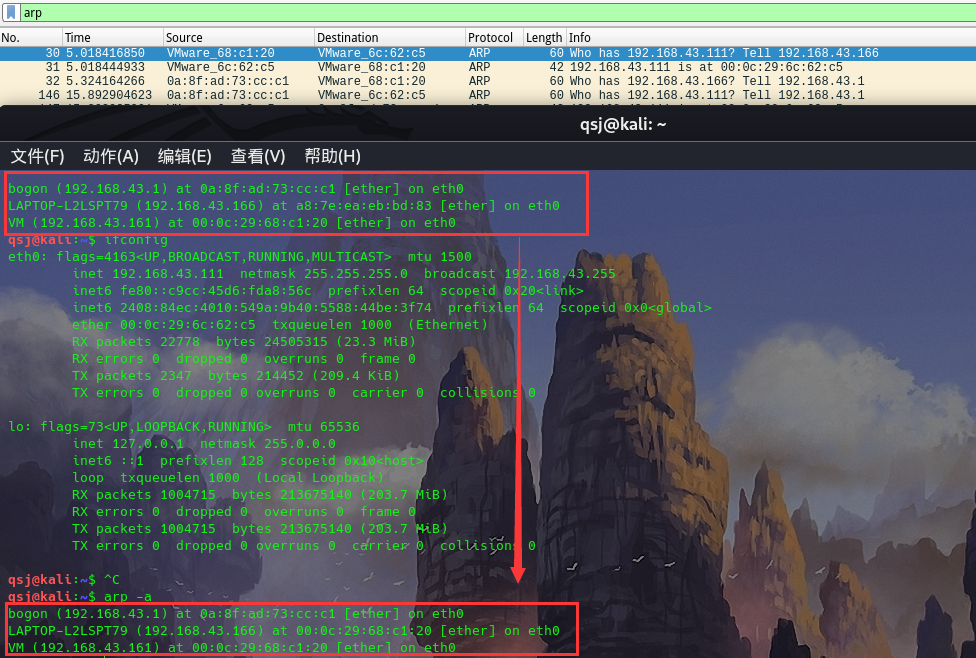 arp
No. Time Source Destination Protocol Length Info
30 5.018416850 VMware_68:c1:20 VMware_6c:62:c5 ARP 60 Who has 192.168.43.111? Tell 192.168.43.166
31 5.018444933 VMware_6c:62:c5 VMware_68:c1:20 ARP 42 192.168.43.111 is at 00:0c:29:6c:62:c5
32 5.324164266 0a:8f:ad:73:cc:c1 VMware_68:c1:20 ARP 60 Who has 192.168.43.166? Tell 192.168.43.1
146 15.892904623 0a:8f:ad:73:cc:c1 VMware_6c:62:c5 ARP 60 Who has 192.168.43.111? Tell 192.168.43.1
qsj@kali: ~
文件(F) 动作(A) 编辑(E) 查看(V) 帮助(H)
bogon (192.168.43.1) at 0a:8f:ad:73:cc:c1 [ether] on eth0
LAPTOP-L2LSPT79 (192.168.43.166) at a8:7e:ea:eb:bd:83 [ether] on eth0
VM (192.168.43.161) at 00:0c:29:68:c1:20 [ether] on eth0
qsj@kali:~$ ifconfig
eth0: flags=4163<UP,BROADCAST,RUNNING,MULTICAST> mtu 1500
inet 192.168.43.111 netmask 255.255.255.0 broadcast 192.168.43.255
inet6 fe80::c9cc:45d6:fda8:56c prefixlen 64 scopeid 0x20<link>
inet6 2408:84ec:4010:549a:9b40:5588:44be:3f74 prefixlen 64 scopeid 0x0<global>
ether 00:0c:29:6c:62:c5 txqueuelen 1000 (Ethernet)
RX packets 22778 bytes 24505315 (23.3 MiB)
RX errors 0 dropped 0 overruns 0 frame 0
TX packets 2347 bytes 214452 (209.4 KiB)
TX errors 0 dropped 0 overruns 0 carrier 0 collisions 0
lo: flags=73<UP,LOOPBACK,RUNNING> mtu 65536
inet 127.0.0.1 netmask 255.0.0.0
inet6 ::1 prefixlen 128 scopeid 0x10<host>
loop txqueuelen 1000 (Local Loopback)
RX packets 1004715 bytes 213675140 (203.7 MiB)
RX errors 0 dropped 0 overruns 0 frame 0
TX packets 1004715 bytes 213675140 (203.7 MiB)
TX errors 0 dropped 0 overruns 0 carrier 0 collisions 0
qsj@kali:~$ ^C
qsj@kali:~$ arp -a
bogon (192.168.43.1) at 0a:8f:ad:73:cc:c1 [ether] on eth0
LAPTOP-L2LSPT79 (192.168.43.166) at 00:0c:29:68:c1:20 [ether] on eth0
VM (192.168.43.161) at 00:0c:29:68:c1:20 [ether] on eth0